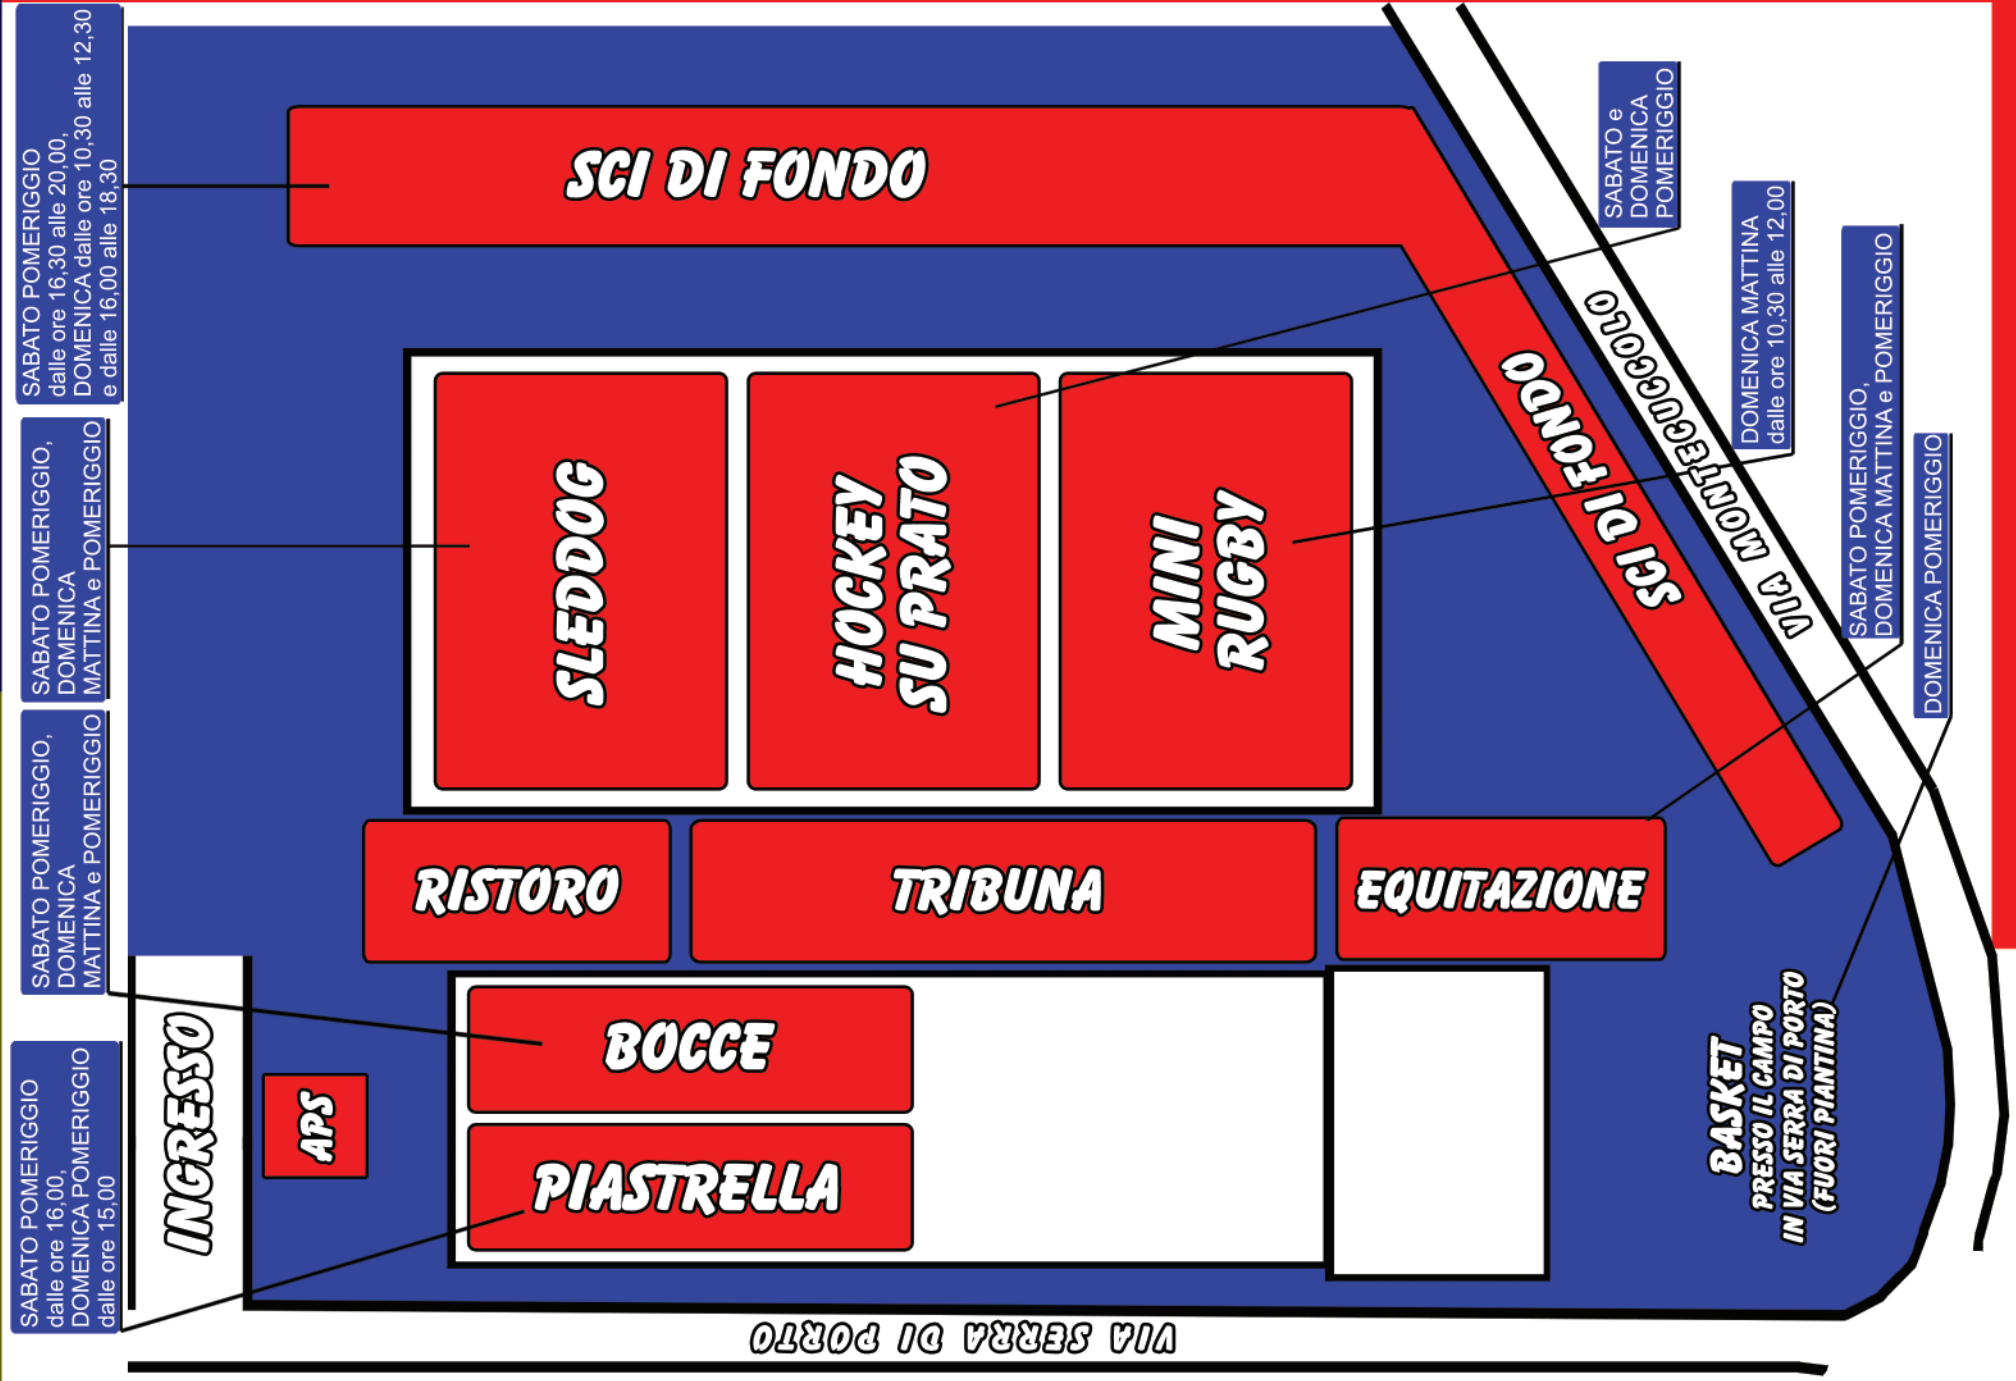 SABATO POMERIGGIO
dalle ore 16,30 alle 20,00,
DOMENICA dalle ore 10,30 alle 12,30
e dalle 16,00 alle 18,30
SABATO POMERIGGIO,
DOMENICA
MATTINA e POMERIGGIO
SABATO POMERIGGIO,
DOMENICA
MATTINA e POMERIGGIO
SABATO POMERIGGIO
dalle ore 16,00,
DOMENICA POMERIGGIO
dalle ore 15,00
SCI DI FONDO
SLEDDOG
HOCKEY
SU PRATO
MINI
RUGBY
SCI DI FONDO
VIA MONTECUCCOLO
SABATO e
DOMENICA
POMERIGGIO
DOMENICA MATTINA
dalle ore 10,30 alle 12,00
SABATO POMERIGGIO,
DOMENICA MATTINA e POMERIGGIO
DOMENICA POMERIGGIO
RISTORO
TRIBUNA
EQUITAZIONE
INGRESSO
APS
BOCCE
PIASTRELLA
BASKET
PRESSO IL CAMPO
IN VIA SERRA DI PORTO
(FUORI PIANTINA)
VIA SERRA DI PORTO